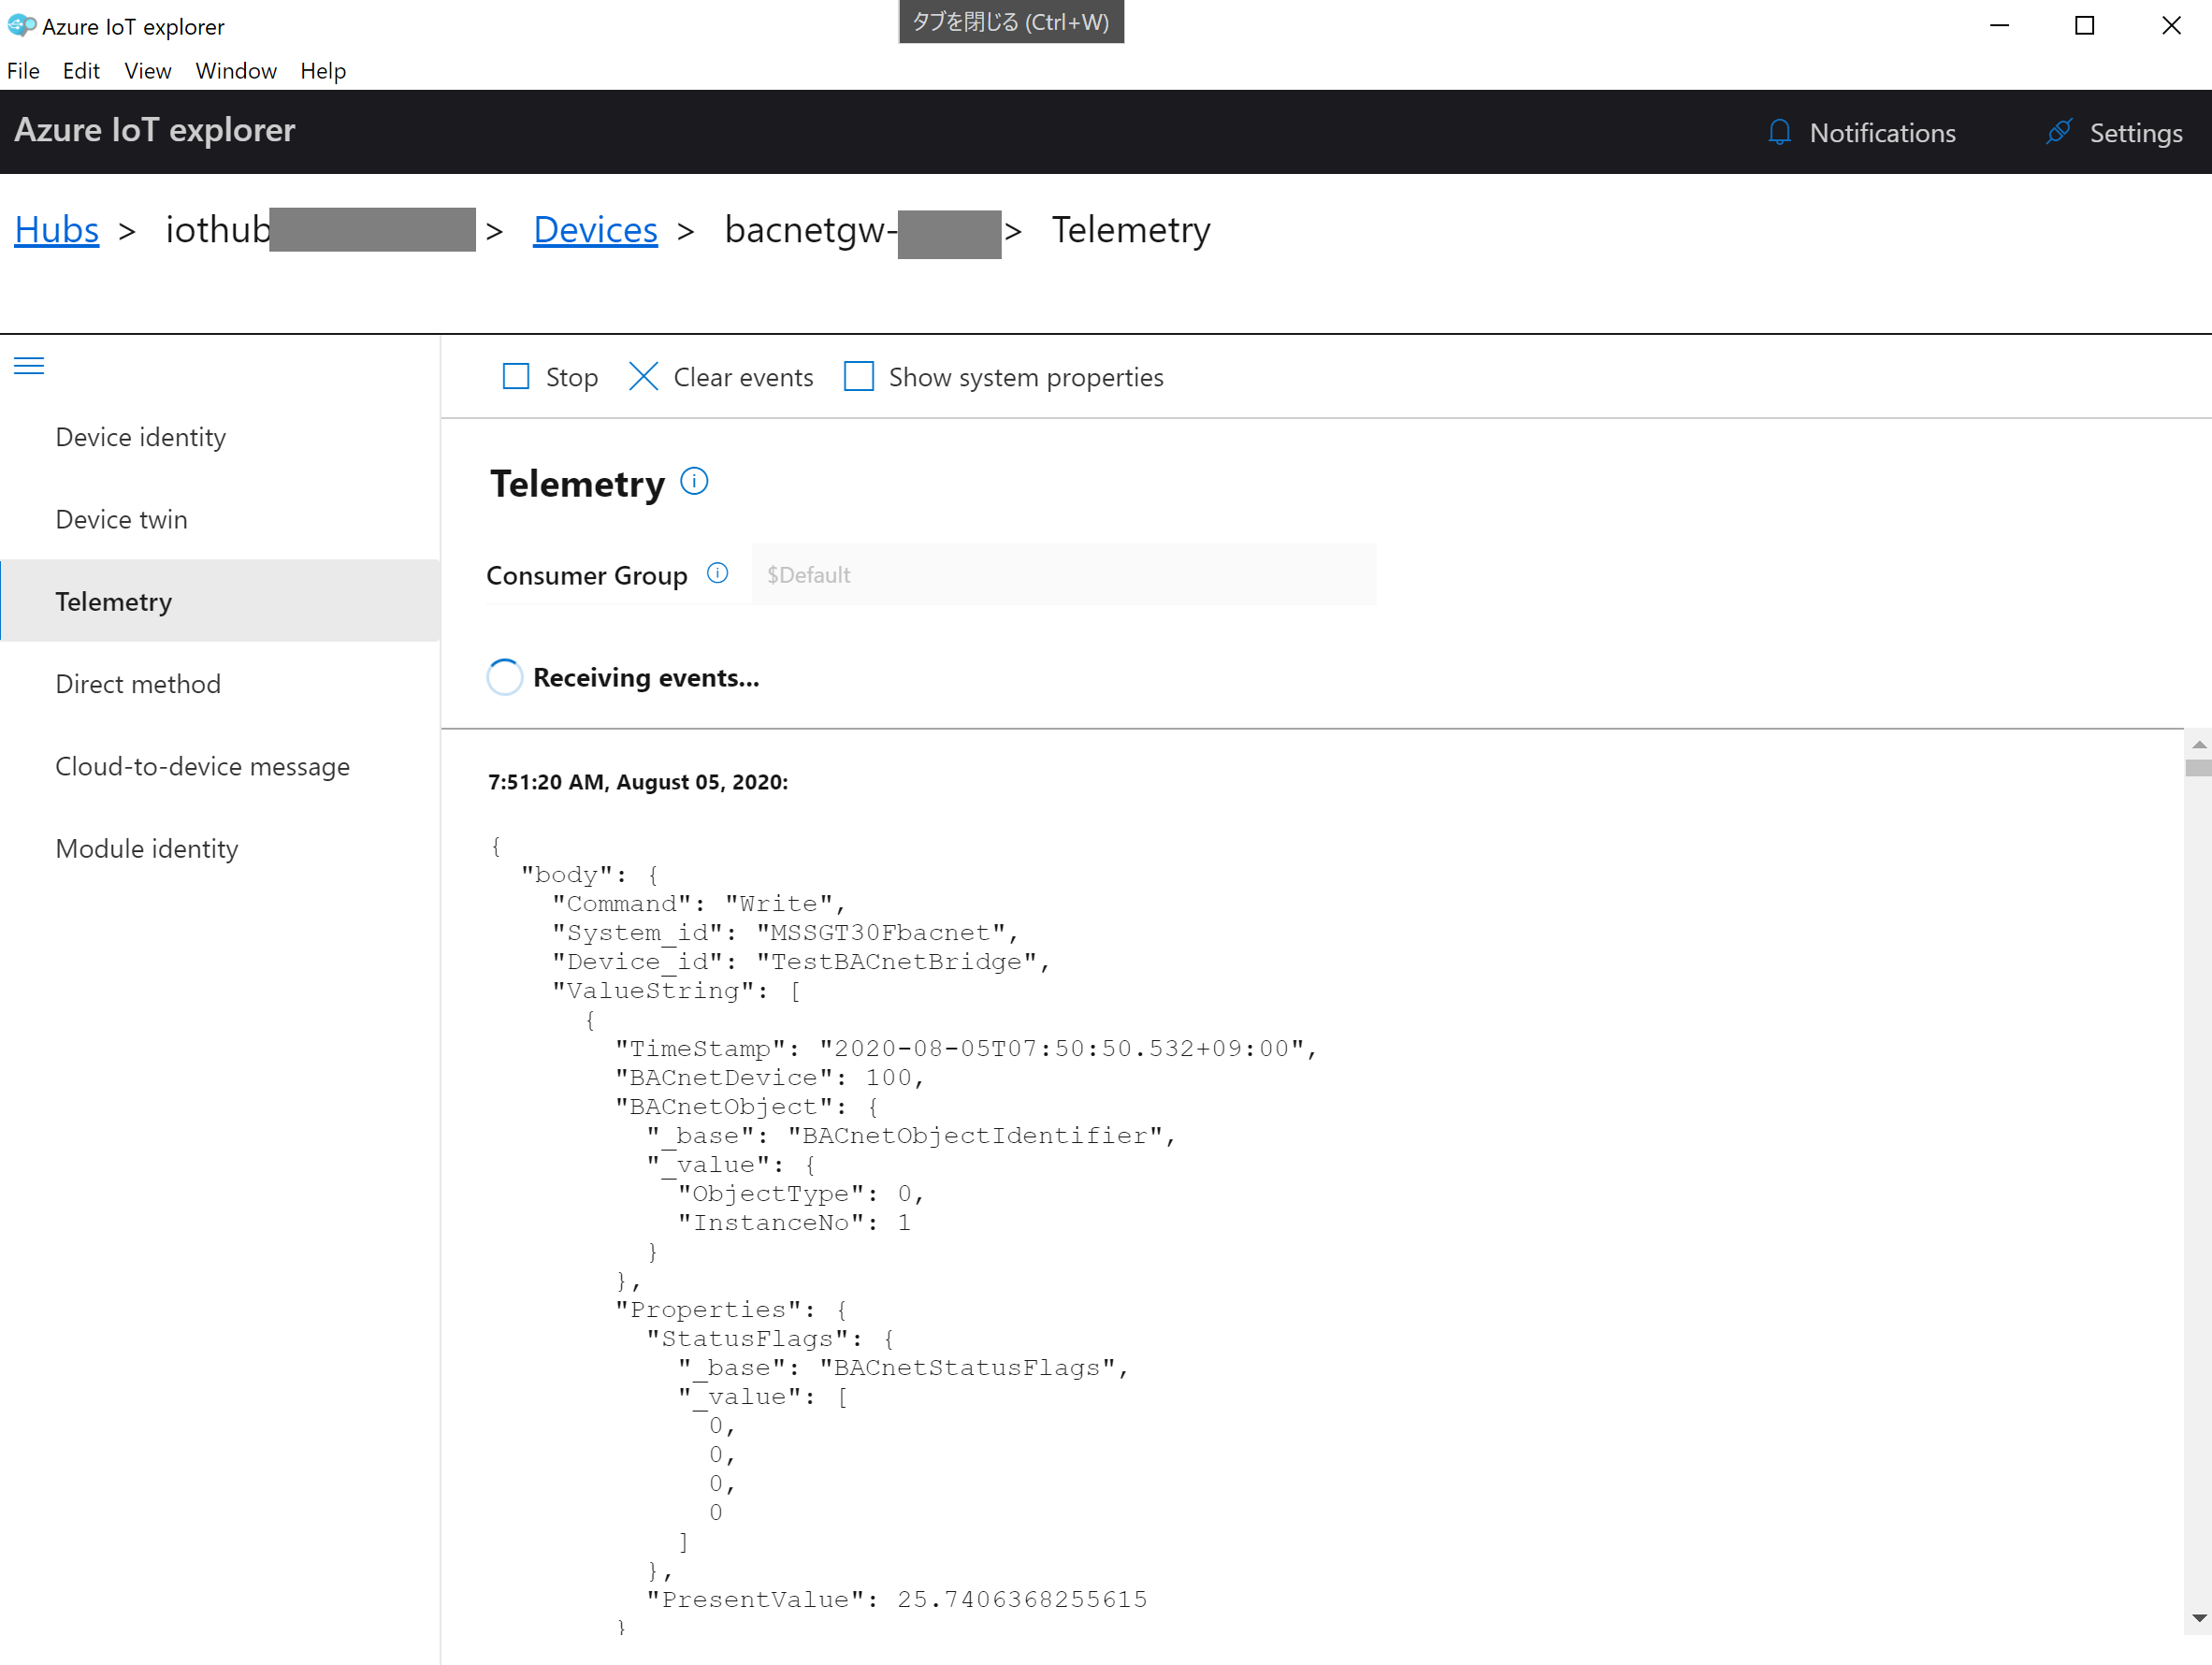 Azure IoT explorer
タブを閉じる (Ctrl+W)
File Edit View Window Help
Azure IoT explorer
Notifications
Settings
Hubs > iothub > Devices > bacnetgw- > Telemetry
Stop
Clear events
Show system properties
Device identity
Device twin
Telemetry
Direct method
Cloud-to-device message
Module identity
Telemetry
Consumer Group $Default
Receiving events...
7:51:20 AM, August 05, 2020:
{
"body": {
"Command": "Write",
"System_id": "MSSGT30Fbacnet",
"Device_id": "TestBACnetBridge",
"ValueString": [
{
"TimeStamp": "2020-08-05T07:50:50.532+09:00",
"BACnetDevice": 100,
"BACnetObject": {
"_base": "BACnetObjectIdentifier",
"_value": {
"ObjectType": 0,
"InstanceNo": 1
}
},
"Properties": {
"StatusFlags": {
"_base": "BACnetStatusFlags",
"_value": [
0,
0,
0,
0
]
},
"PresentValue": 25.7406368255615
}